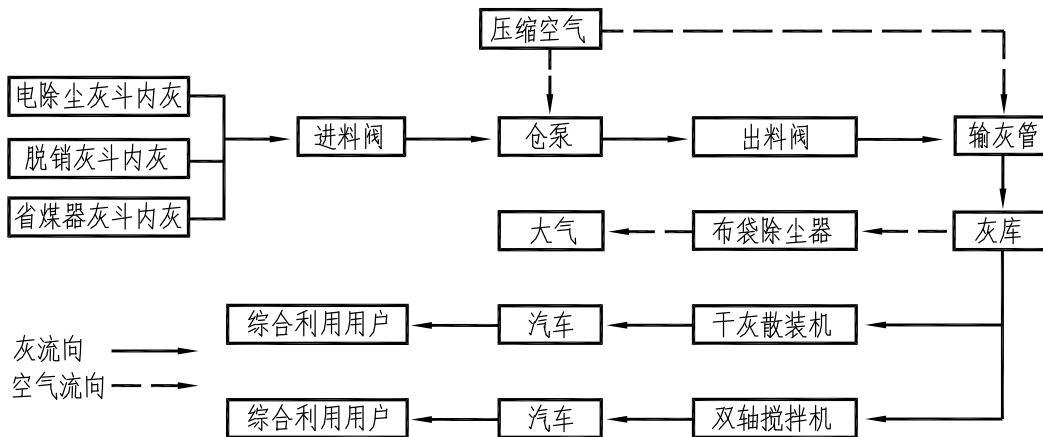 压缩空气
电除尘灰斗内灰
脱销灰斗内灰
省煤器灰斗内灰
进料阀
仓泵
出料阀
输灰管
大气
布袋除尘器
灰库
综合利用用户
汽车
干灰散装机
灰流向
空气流向
综合利用用户
汽车
双轴搅拌机